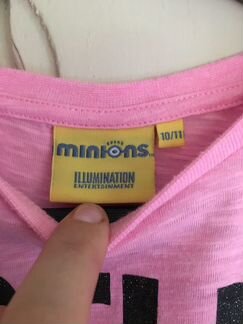 minions
10/11
ILLUMINATION
ENTERTAINMENT